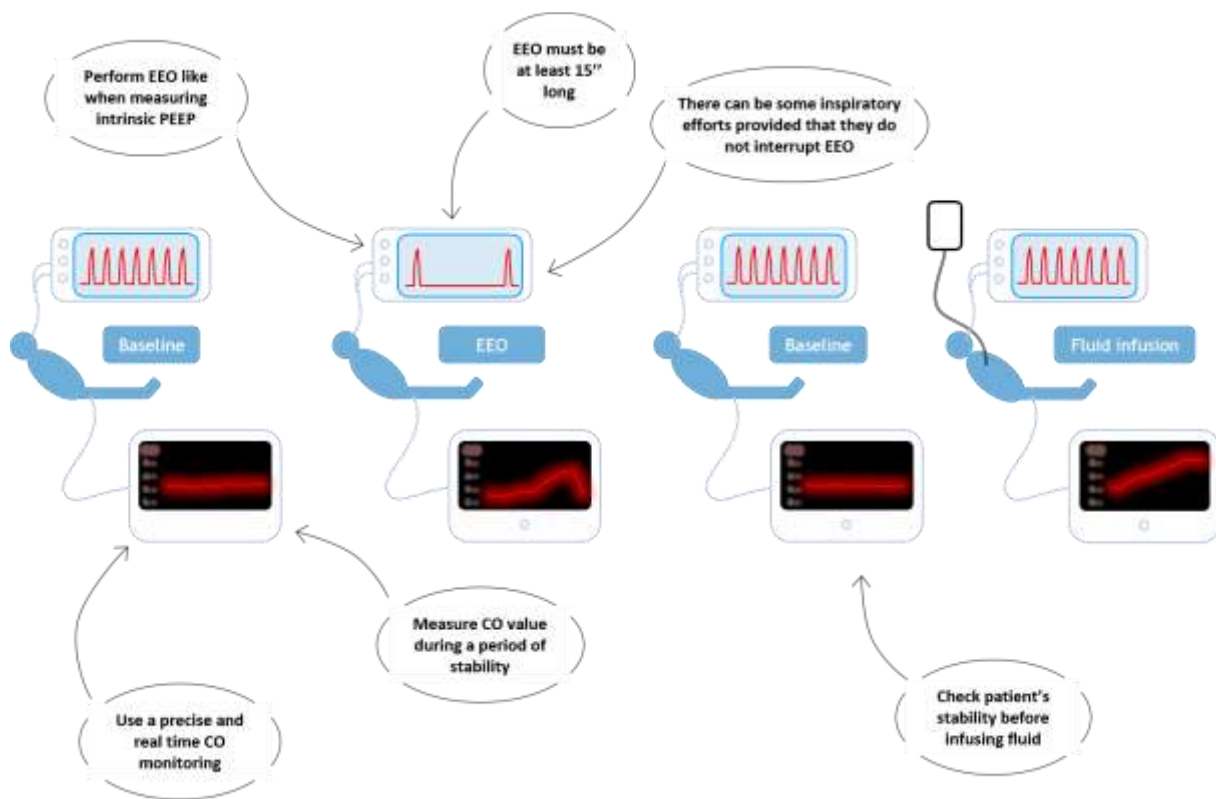 EEO must be
at least 15’’
long
Perform EEO like
when measuring
intrinsic PEEP
There can be some inspiratory
efforts provided that they do
not interrupt EEO
Baseline
EEO
Baseline
Fluid infusion
Measure CO value
during a period of
stability
Use a precise and
real time CO
monitoring
Check patient’s
stability before
infusing fluid